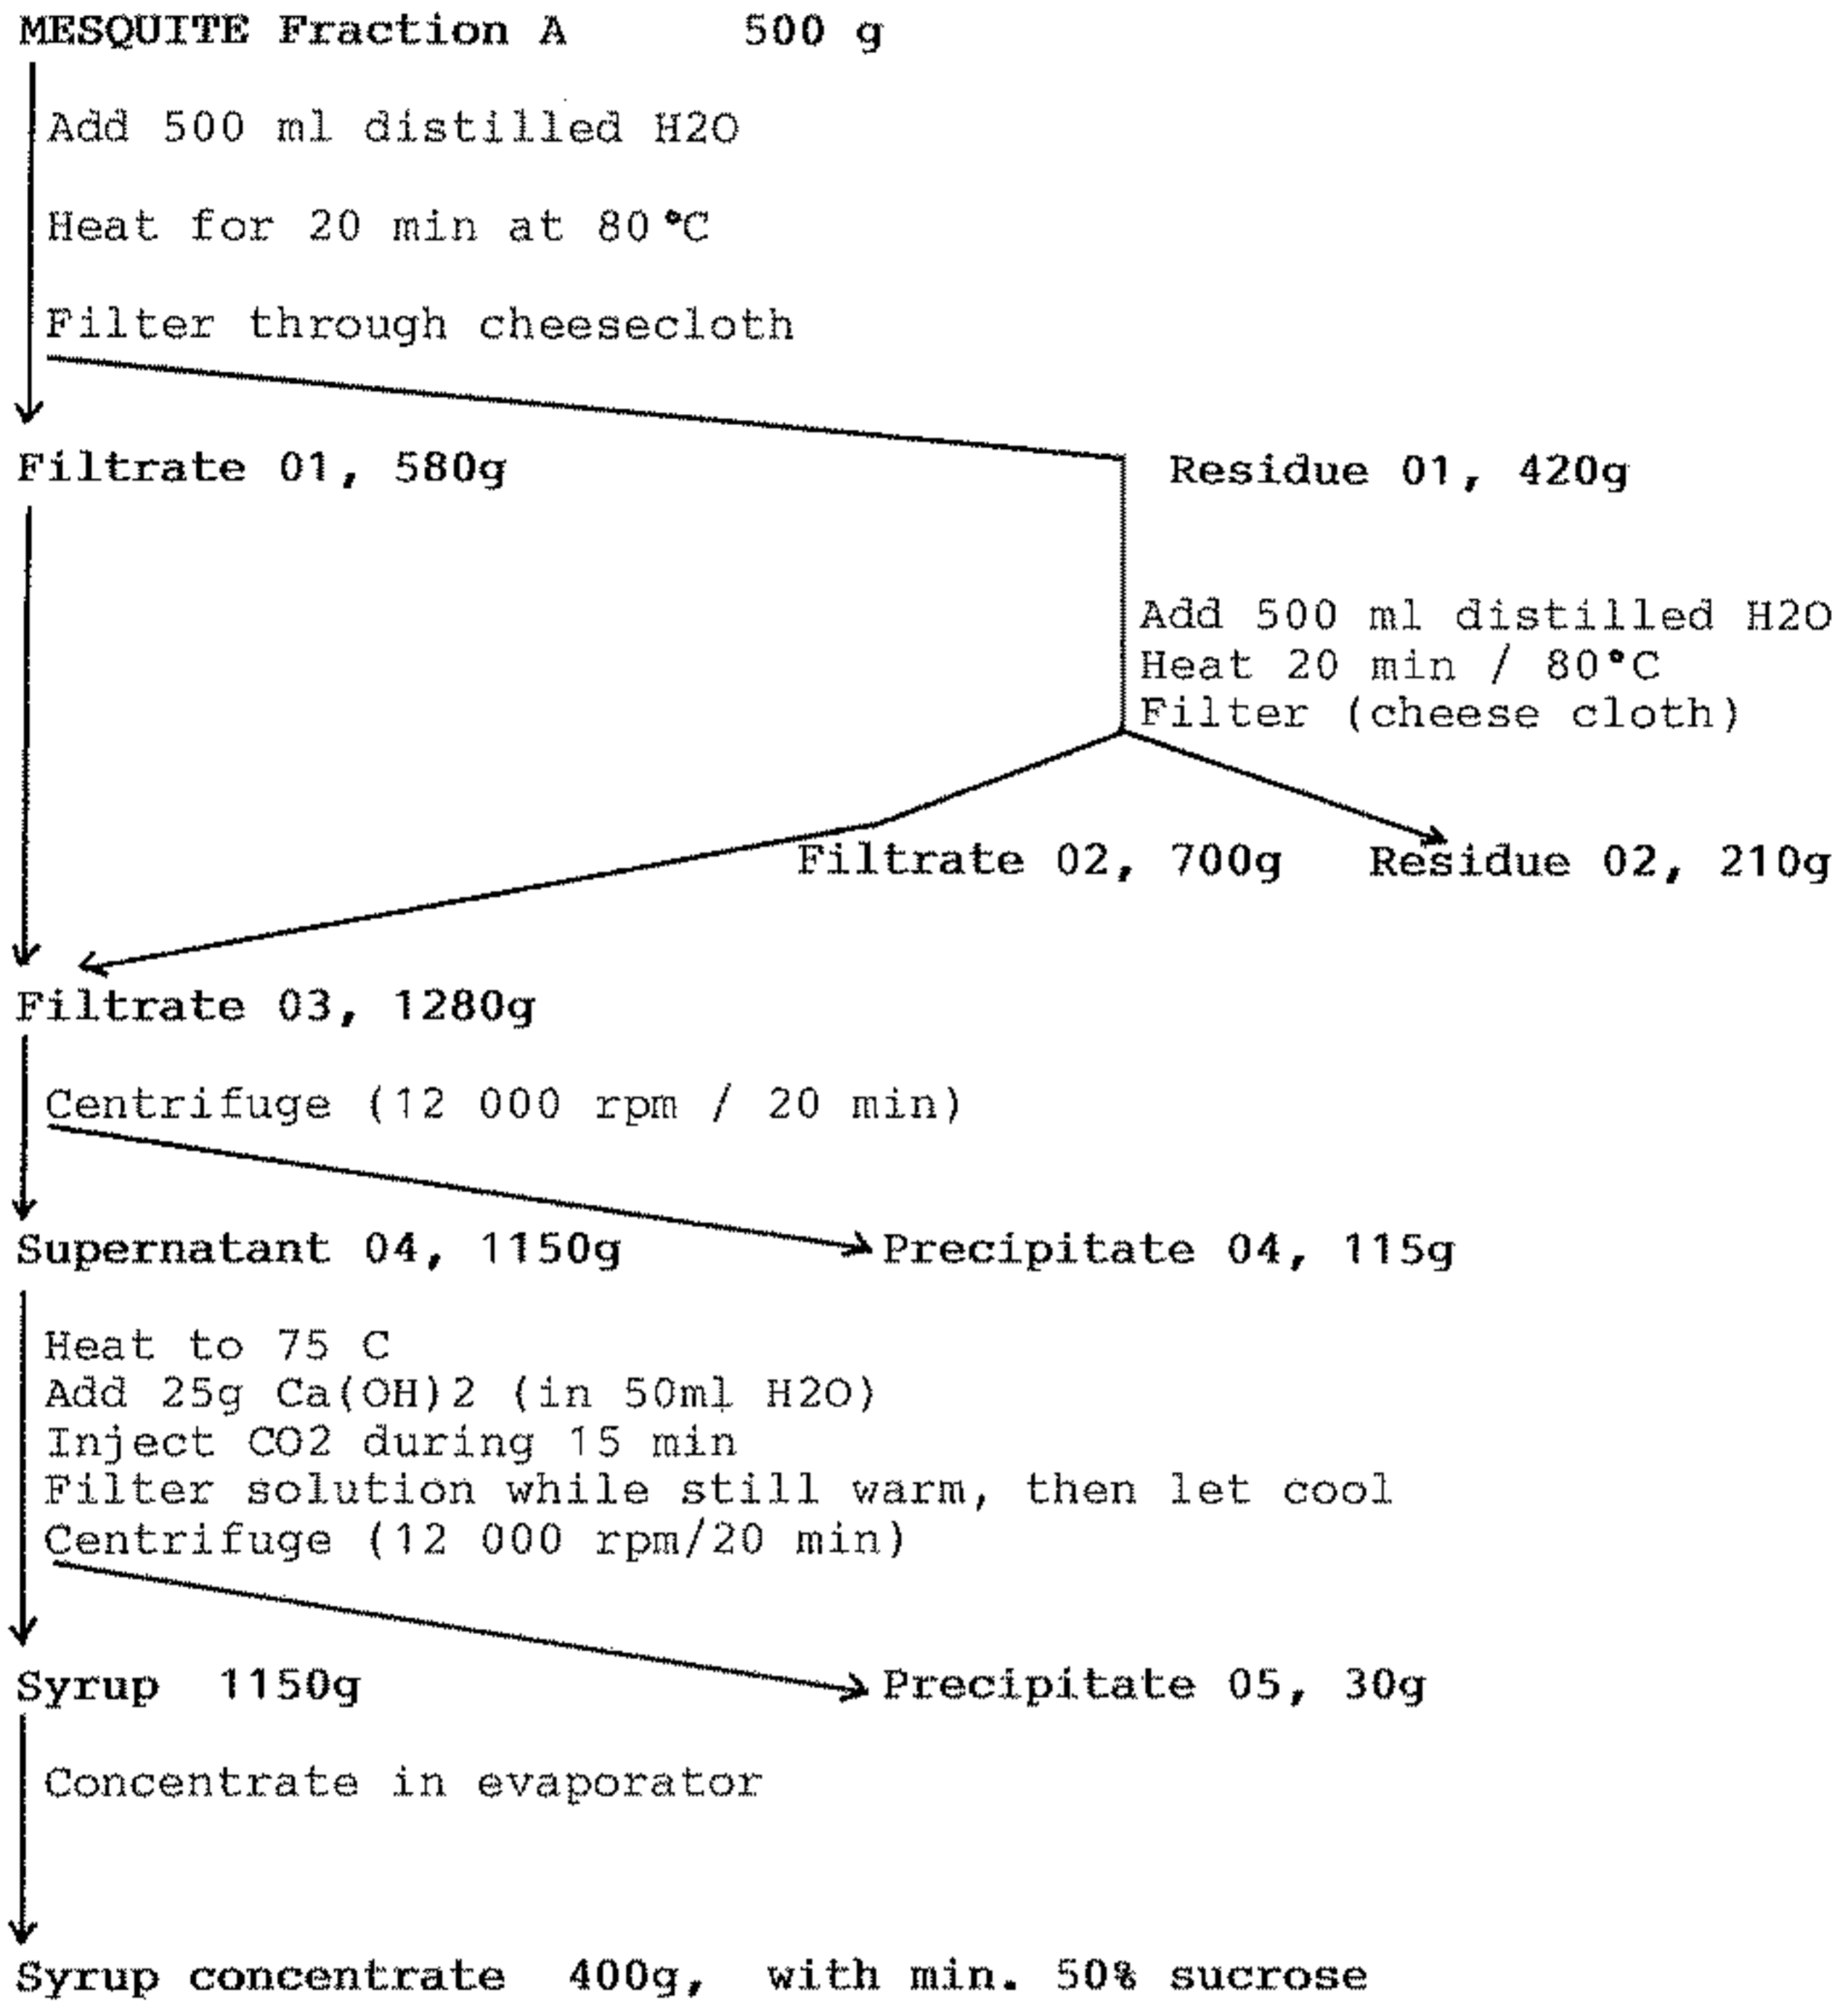 MESQUITE Fraction A 500 g
Add 500 ml distilled H2O
Heat for 20 min at 80°C
Filter through cheesecloth
Filtrate 01, 580g
Residue 01, 420g
Add 500 ml distilled H2O
Heat 20 min / 80°C
Filter (cheese cloth)
Filtrate 02, 700g
Residue 02, 210g
Filtrate 03, 1280g
Centrifuge (12 000 rpm / 20 min)
Supernatant 04, 1150g
Precipitate 04, 115g
Heat to 75 C
Add 25g Ca(OH)2 (in 50ml H2O)
Inject CO2 during 15 min
Filter solution while still warm, then let cool
Centrifuge (12 000 rpm/20 min)
Syrup 1150g
Precipitate 05, 30g
Concentrate in evaporator
Syrup concentrate 400g, with min. 50% sucrose